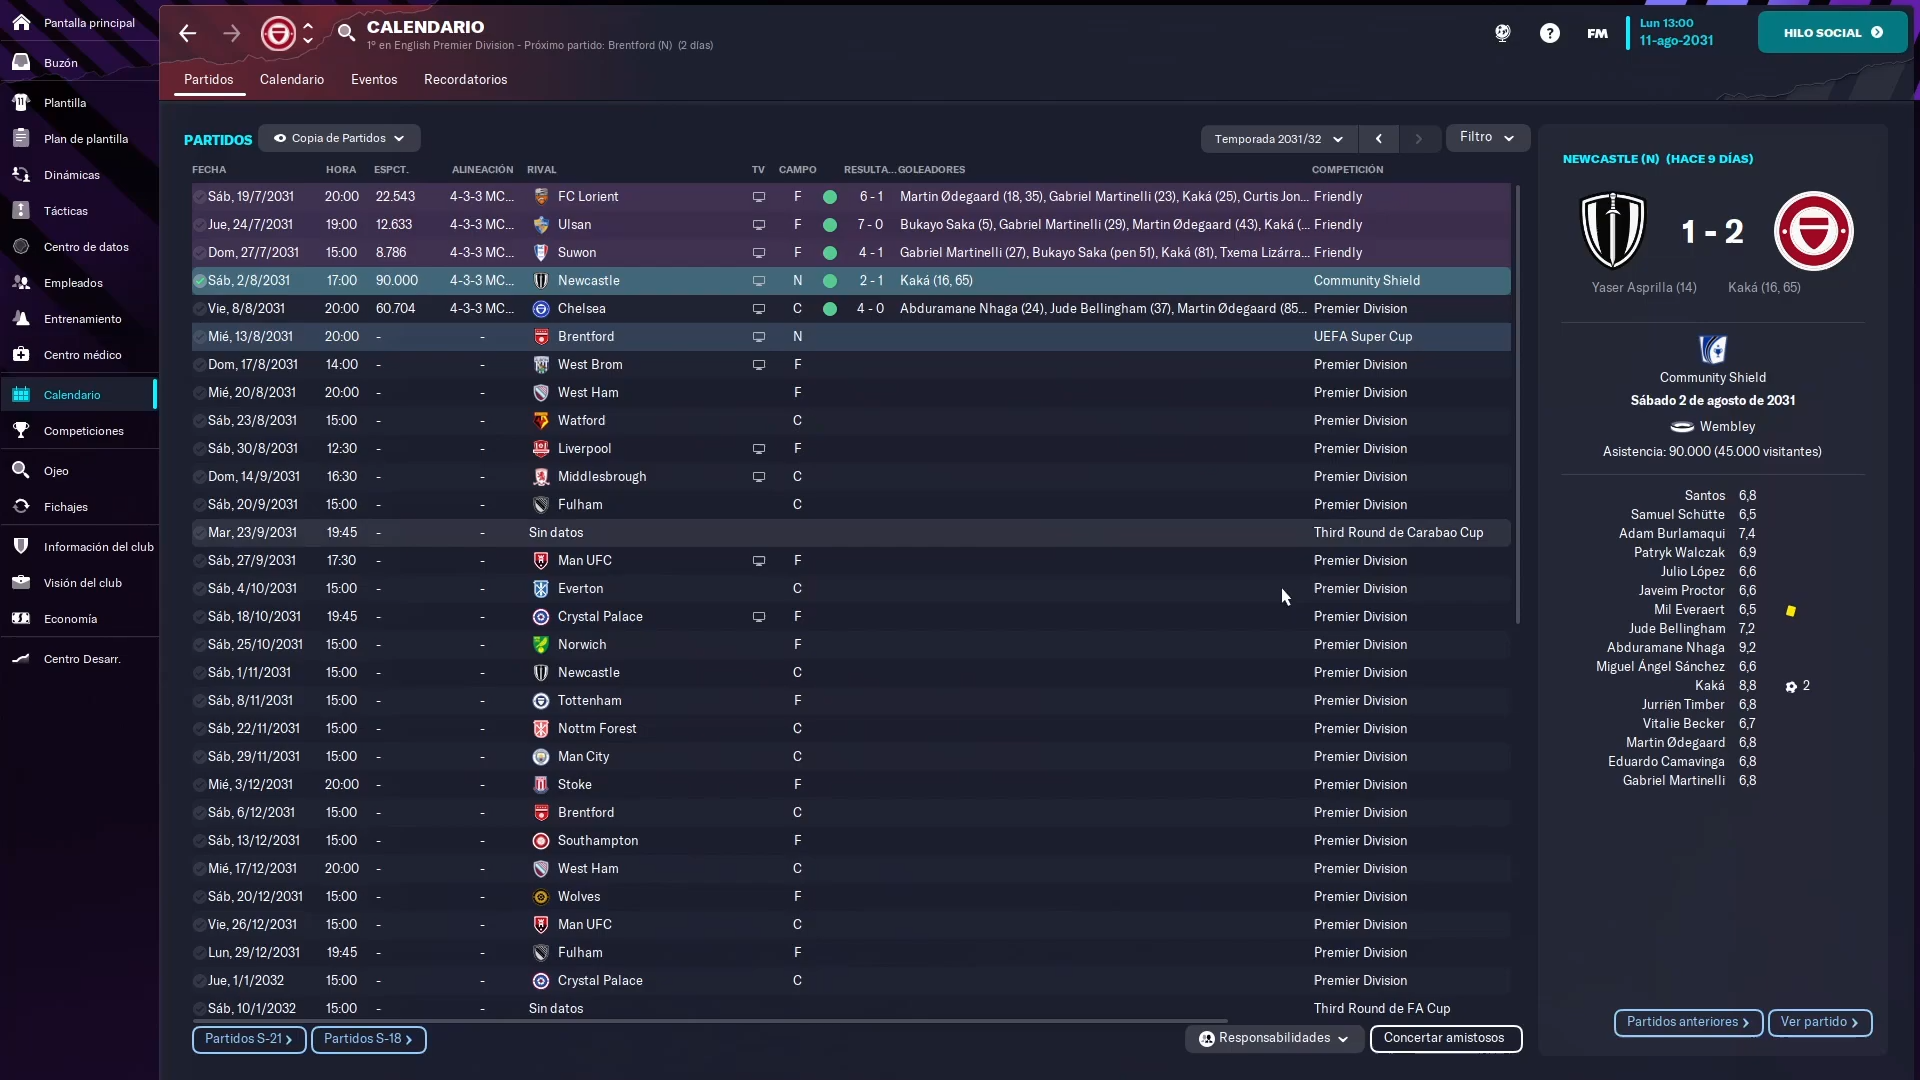 Pantalla principal
Buzón
Plantilla
Plan de plantilla
Dinámicas
Tácticas
Centro de datos
Empleados
Entrenamiento
Centro médico
Calendario
Competiciones
Ojeo
Fichajes
Información del club
Visión del club
Economía
Centro Desarr.
CALENDARIO
1º en English Premier Division - Próximo partido: Brentford (N) (2 días)
FM
Lun 13:00
11-ago-2031
HILO SOCIAL
Partidos Calendario Eventos Recordatorios
PARTIDOS Copia de Partidos Temporada 2031/32 Filtro
FECHA HORA ESPCT. ALINEACIÓN RIVAL TV CAMPO RESULTA... GOLEADORES COMPETICIÓN
Sáb, 19/7/2031 20:00 22.543 4-3-3 MC... FC Lorient F 6 - 1 Martin Ødegaard (18, 35), Gabriel Martinelli (23), Kaká (25), Curtis Jon... Friendly
Jue, 24/7/2031 19:00 12.633 4-3-3 MC... Ulsan F 7 - 0 Bukayo Saka (5), Gabriel Martinelli (29), Martin Ødegaard (43), Kaká (... Friendly
Dom, 27/7/2031 15:00 8.786 4-3-3 MC... Suwon F 4 - 1 Gabriel Martinelli (27), Bukayo Saka (pen 51), Kaká (81), Txema Lizárra... Friendly
Sáb, 2/8/2031 17:00 90.000 4-3-3 MC... Newcastle N 2 - 1 Kaká (16, 65) Community Shield
Vie, 8/8/2031 20:00 60.704 4-3-3 MC... Chelsea C 4 - 0 Abduramane Nhaga (24), Jude Bellingham (37), Martin Ødegaard (85... Premier Division
Mié, 13/8/2031 20:00 - - Brentford N UEFA Super Cup
Dom, 17/8/2031 14:00 - - West Brom F Premier Division
Mié, 20/8/2031 20:00 - - West Ham F Premier Division
Sáb, 23/8/2031 15:00 - - Watford C Premier Division
Sáb, 30/8/2031 12:30 - - Liverpool F Premier Division
Dom, 14/9/2031 16:30 - - Middlesbrough C Premier Division
Sáb, 20/9/2031 15:00 - - Fulham C Premier Division
Mar, 23/9/2031 19:45 - - Sin datos Third Round de Carabao Cup
Sáb, 27/9/2031 17:30 - - Man UFC F Premier Division
Sáb, 4/10/2031 15:00 - - Everton C Premier Division
Sáb, 18/10/2031 19:45 - - Crystal Palace F Premier Division
Sáb, 25/10/2031 15:00 - - Norwich F Premier Division
Sáb, 1/11/2031 15:00 - - Newcastle C Premier Division
Sáb, 8/11/2031 15:00 - - Tottenham F Premier Division
Sáb, 22/11/2031 15:00 - - Nottm Forest C Premier Division
Sáb, 29/11/2031 15:00 - - Man City C Premier Division
Mié, 3/12/2031 20:00 - - Stoke F Premier Division
Sáb, 6/12/2031 15:00 - - Brentford C Premier Division
Sáb, 13/12/2031 15:00 - - Southampton F Premier Division
Mié, 17/12/2031 20:00 - - West Ham C Premier Division
Sáb, 20/12/2031 15:00 - - Wolves F Premier Division
Vie, 26/12/2031 15:00 - - Man UFC C Premier Division
Lun, 29/12/2031 19:45 - - Fulham F Premier Division
Jue, 1/1/2032 15:00 - - Crystal Palace C Premier Division
Sáb, 10/1/2032 15:00 - - Sin datos Third Round de FA Cup
Partidos S-21 Partidos S-18 Responsabilidades Concertar amistosos
NEWCASTLE (N) (HACE 9 DÍAS)
1 - 2
Yaser Asprilla (14) Kaká (16, 65)
Community Shield
Sábado 2 de agosto de 2031
Wembley
Asistencia: 90.000 (45.000 visitantes)
Santos 6,8
Samuel Schütte 6,5
Adam Burlamaqui 7,4
Patryk Walczak 6,9
Julio López 6,6
Javeim Proctor 6,6
Mil Everaert 6,5
Jude Bellingham 7,2
Abduramane Nhaga 9,2
Miguel Ángel Sánchez 6,6
Kaká 8,8 2
Jurriën Timber 6,8
Vitalie Becker 6,7
Martin Ødegaard 6,8
Eduardo Camavinga 6,8
Gabriel Martinelli 6,8
Partidos anteriores Ver partido